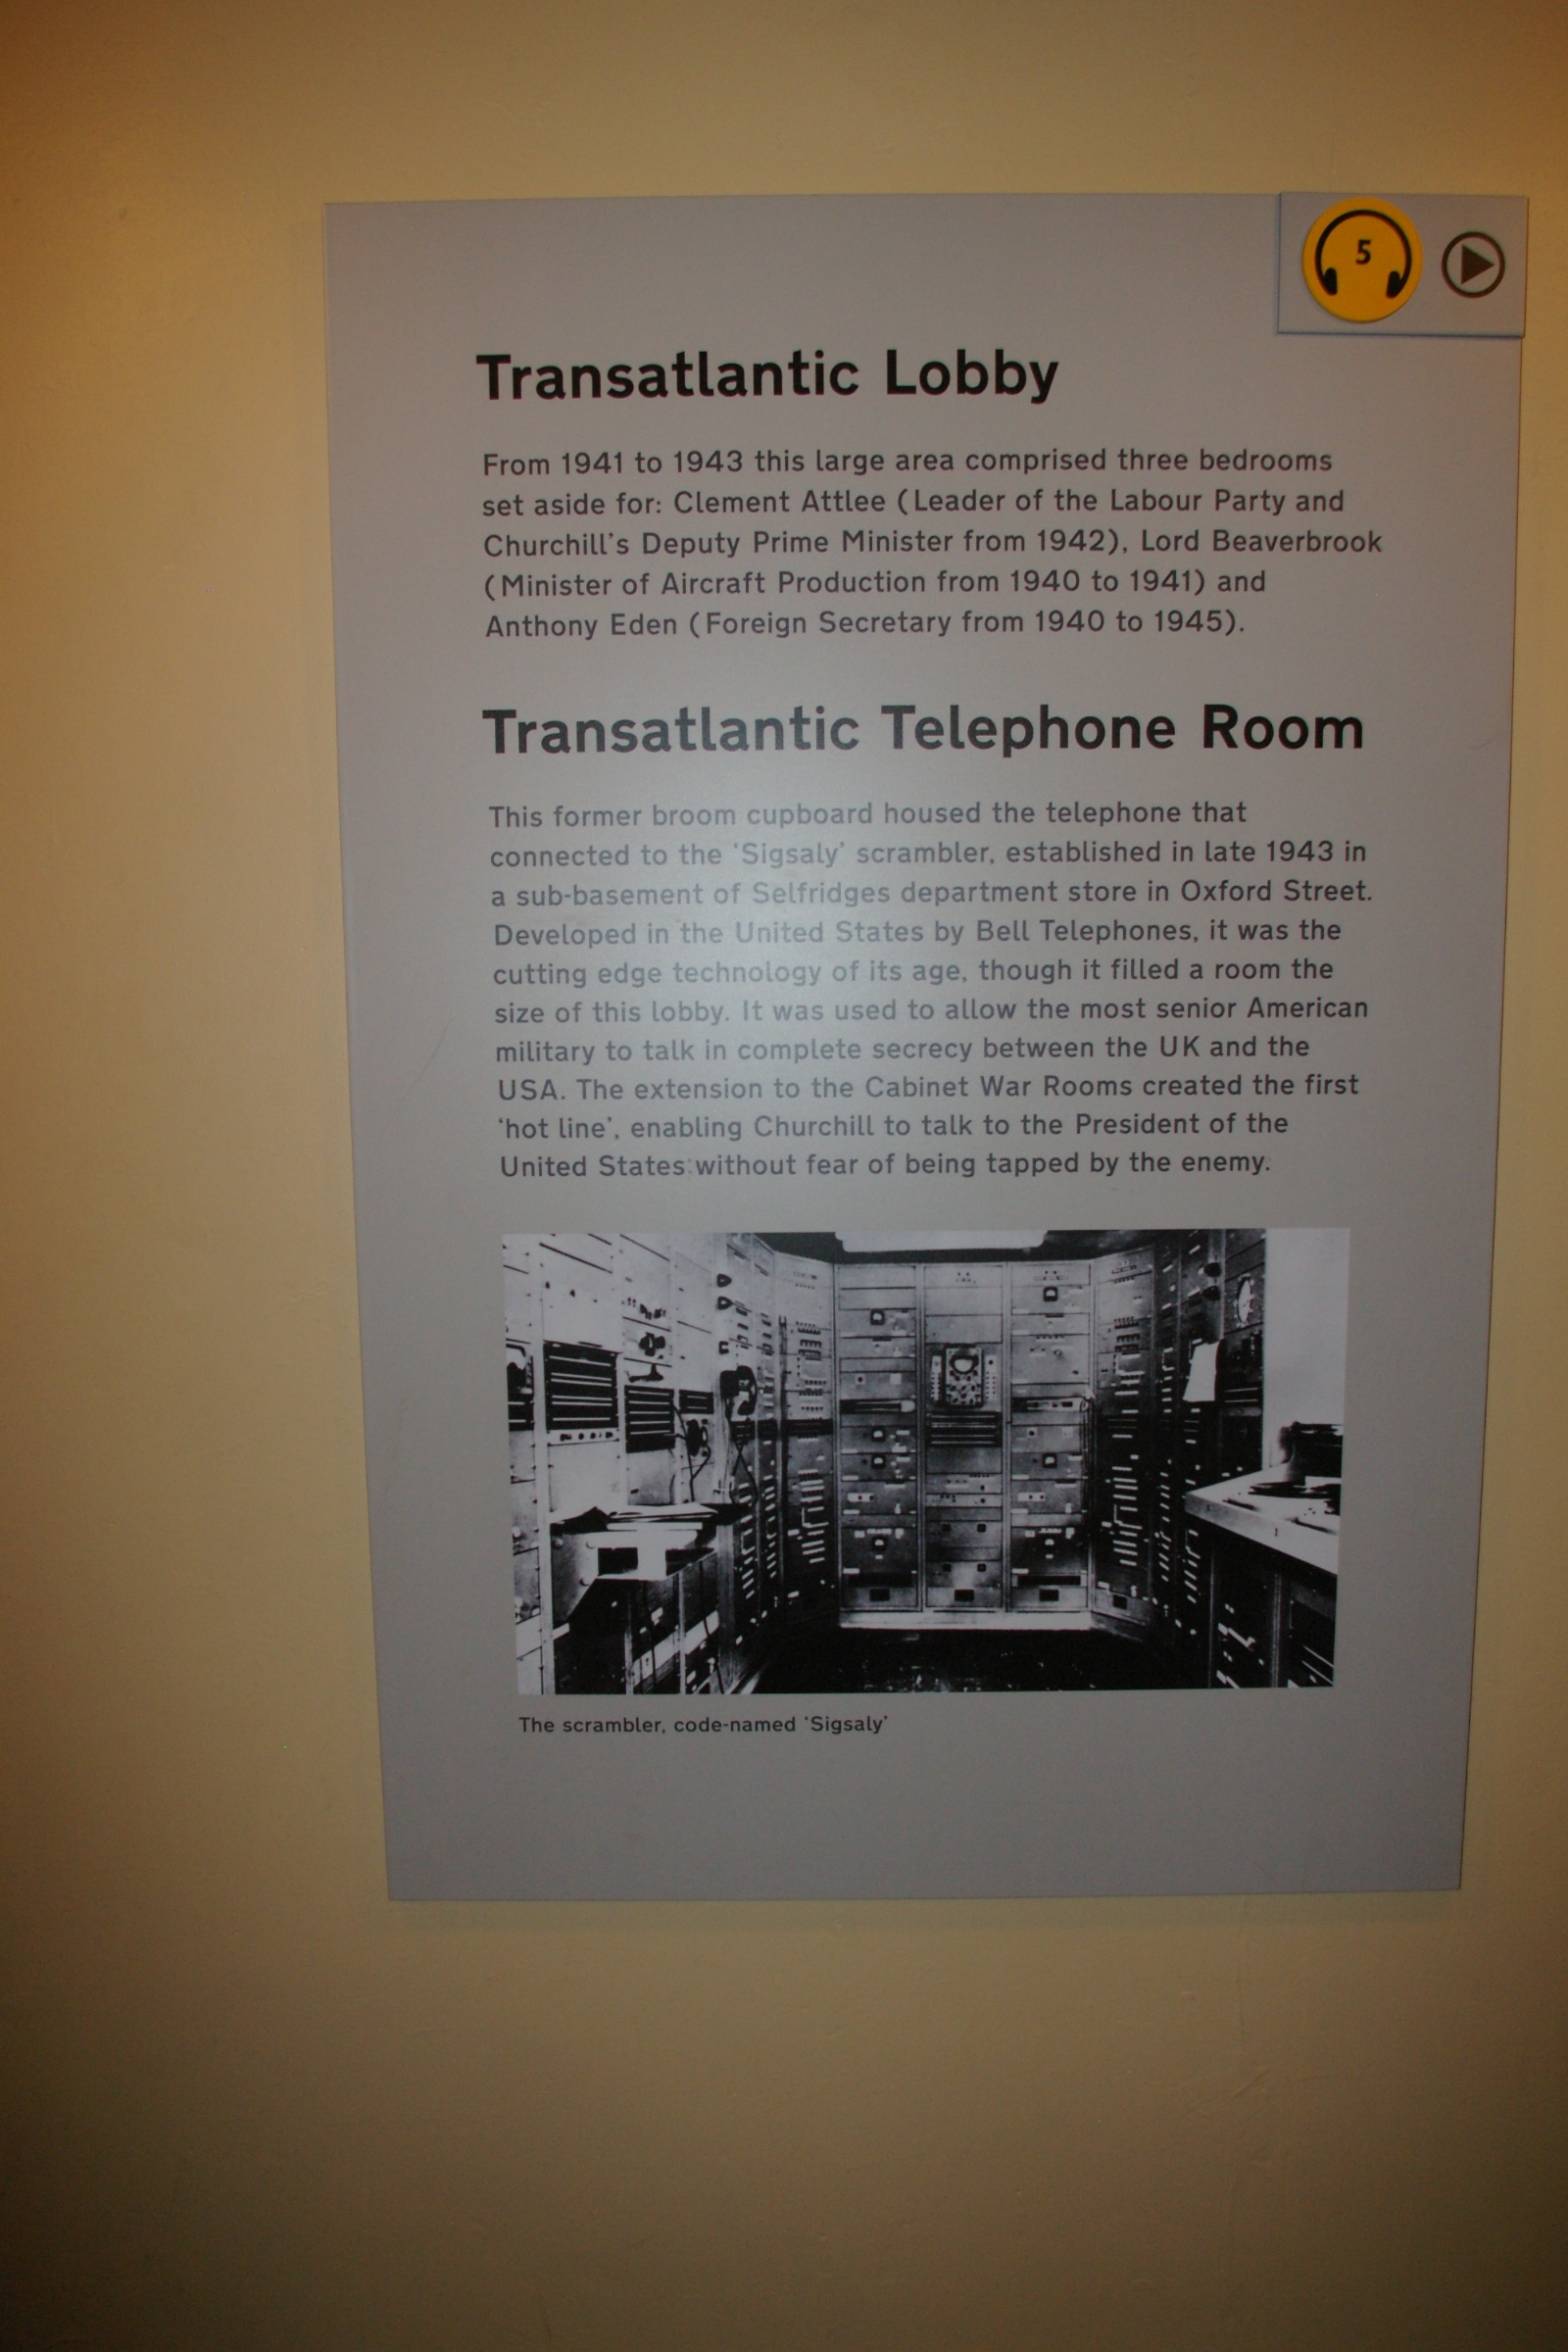 5
Transatlantic Lobby
From 1941 to 1943 this large area comprised three bedrooms
set aside for: Clement Attlee (Leader of the Labour Party and
Churchill's Deputy Prime Minister from 1942), Lord Beaverbrook
(Minister of Aircraft Production from 1940 to 1941) and
Anthony Eden (Foreign Secretary from 1940 to 1945).
Transatlantic Telephone Room
This former broom cupboard housed the telephone that
connected to the ‘Sigsaly’ scrambler, established in late 1943 in
a sub-basement of Selfridges department store in Oxford Street.
Developed in the United States by Bell Telephones, it was the
cutting edge technology of its age, though it filled a room the
size of this lobby. It was used to allow the most senior American
military to talk in complete secrecy between the UK and the
USA. The extension to the Cabinet War Rooms created the first
‘hot line’, enabling Churchill to talk to the President of the
United States without fear of being tapped by the enemy.
The scrambler, code-named ‘Sigsaly’